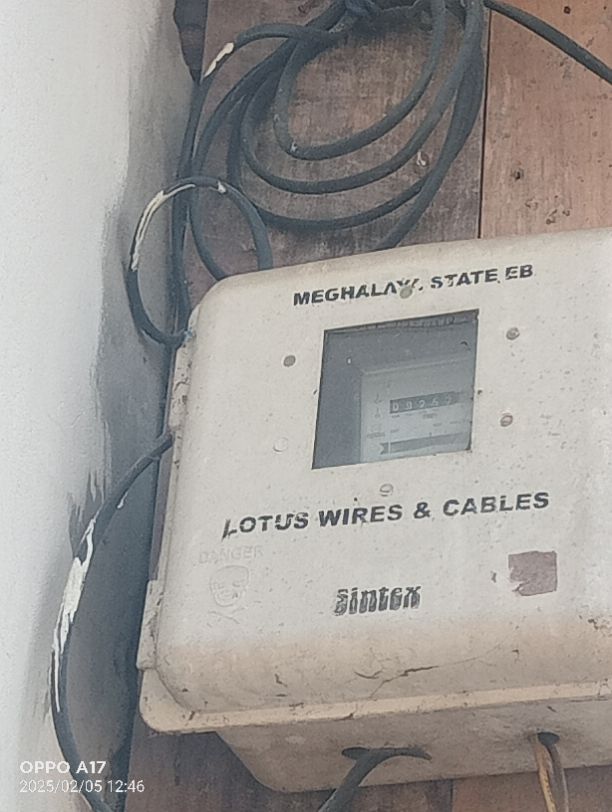 MEGHALAYA STATE EB
LOTUS WIRES & CABLES
DANGER
Sintex
OPPO A17
2025/02/05 12:46